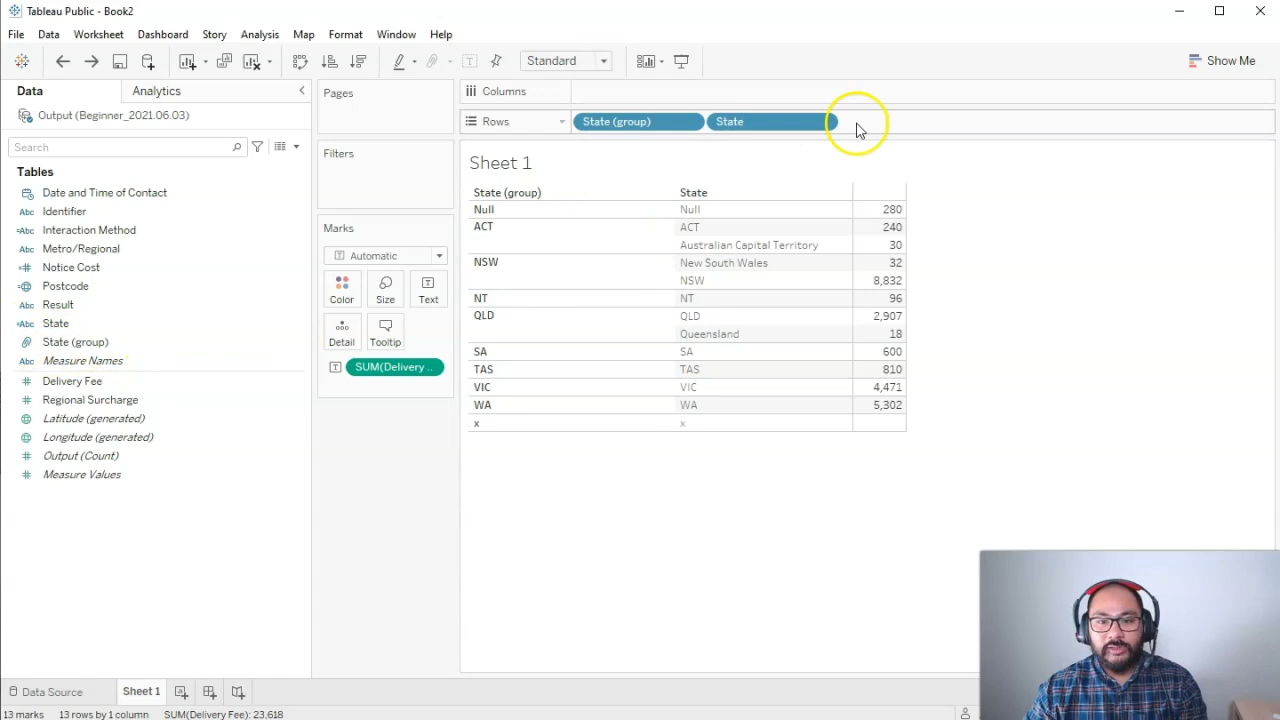 Tableau Public - Book2
File Data Worksheet Dashboard Story Analysis Map Format Window Help
Standard
Show Me
Data Analytics
Output (Beginner_2021.06.03)
Search
Tables
Date and Time of Contact
Abc Identifier
=Abc Interaction Method
Abc Metro/Regional
=# Notice Cost
Postcode
Abc Result
=Abc State
State (group)
Abc Measure Names
# Delivery Fee
# Regional Surcharge
Latitude (generated)
Longitude (generated)
# Output (Count)
# Measure Values
Pages
Filters
Marks
Automatic
Color Size Text
Detail Tooltip
SUM(Delivery ..
Columns
Rows State (group) State
Sheet 1
State (group) State
Null Null 280
ACT ACT 240
Australian Capital Territory 30
NSW New South Wales 32
NSW 8,832
NT NT 96
QLD QLD 2,907
Queensland 18
SA SA 600
TAS TAS 810
VIC VIC 4,471
WA WA 5,302
x x
Data Source Sheet 1
13 marks 13 rows by 1 column SUM(Delivery Fee): 23,618